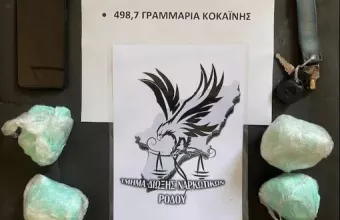 • 498,7 ΓΡΑΜΜΑΡΙΑ ΚΟΚΑΪΝΗΣ
ΤΜΗΜΑ ΔΙΩΞΗΣ ΝΑΡΚΩΤΙΚΩΝ
ΡΟΔΟΥ